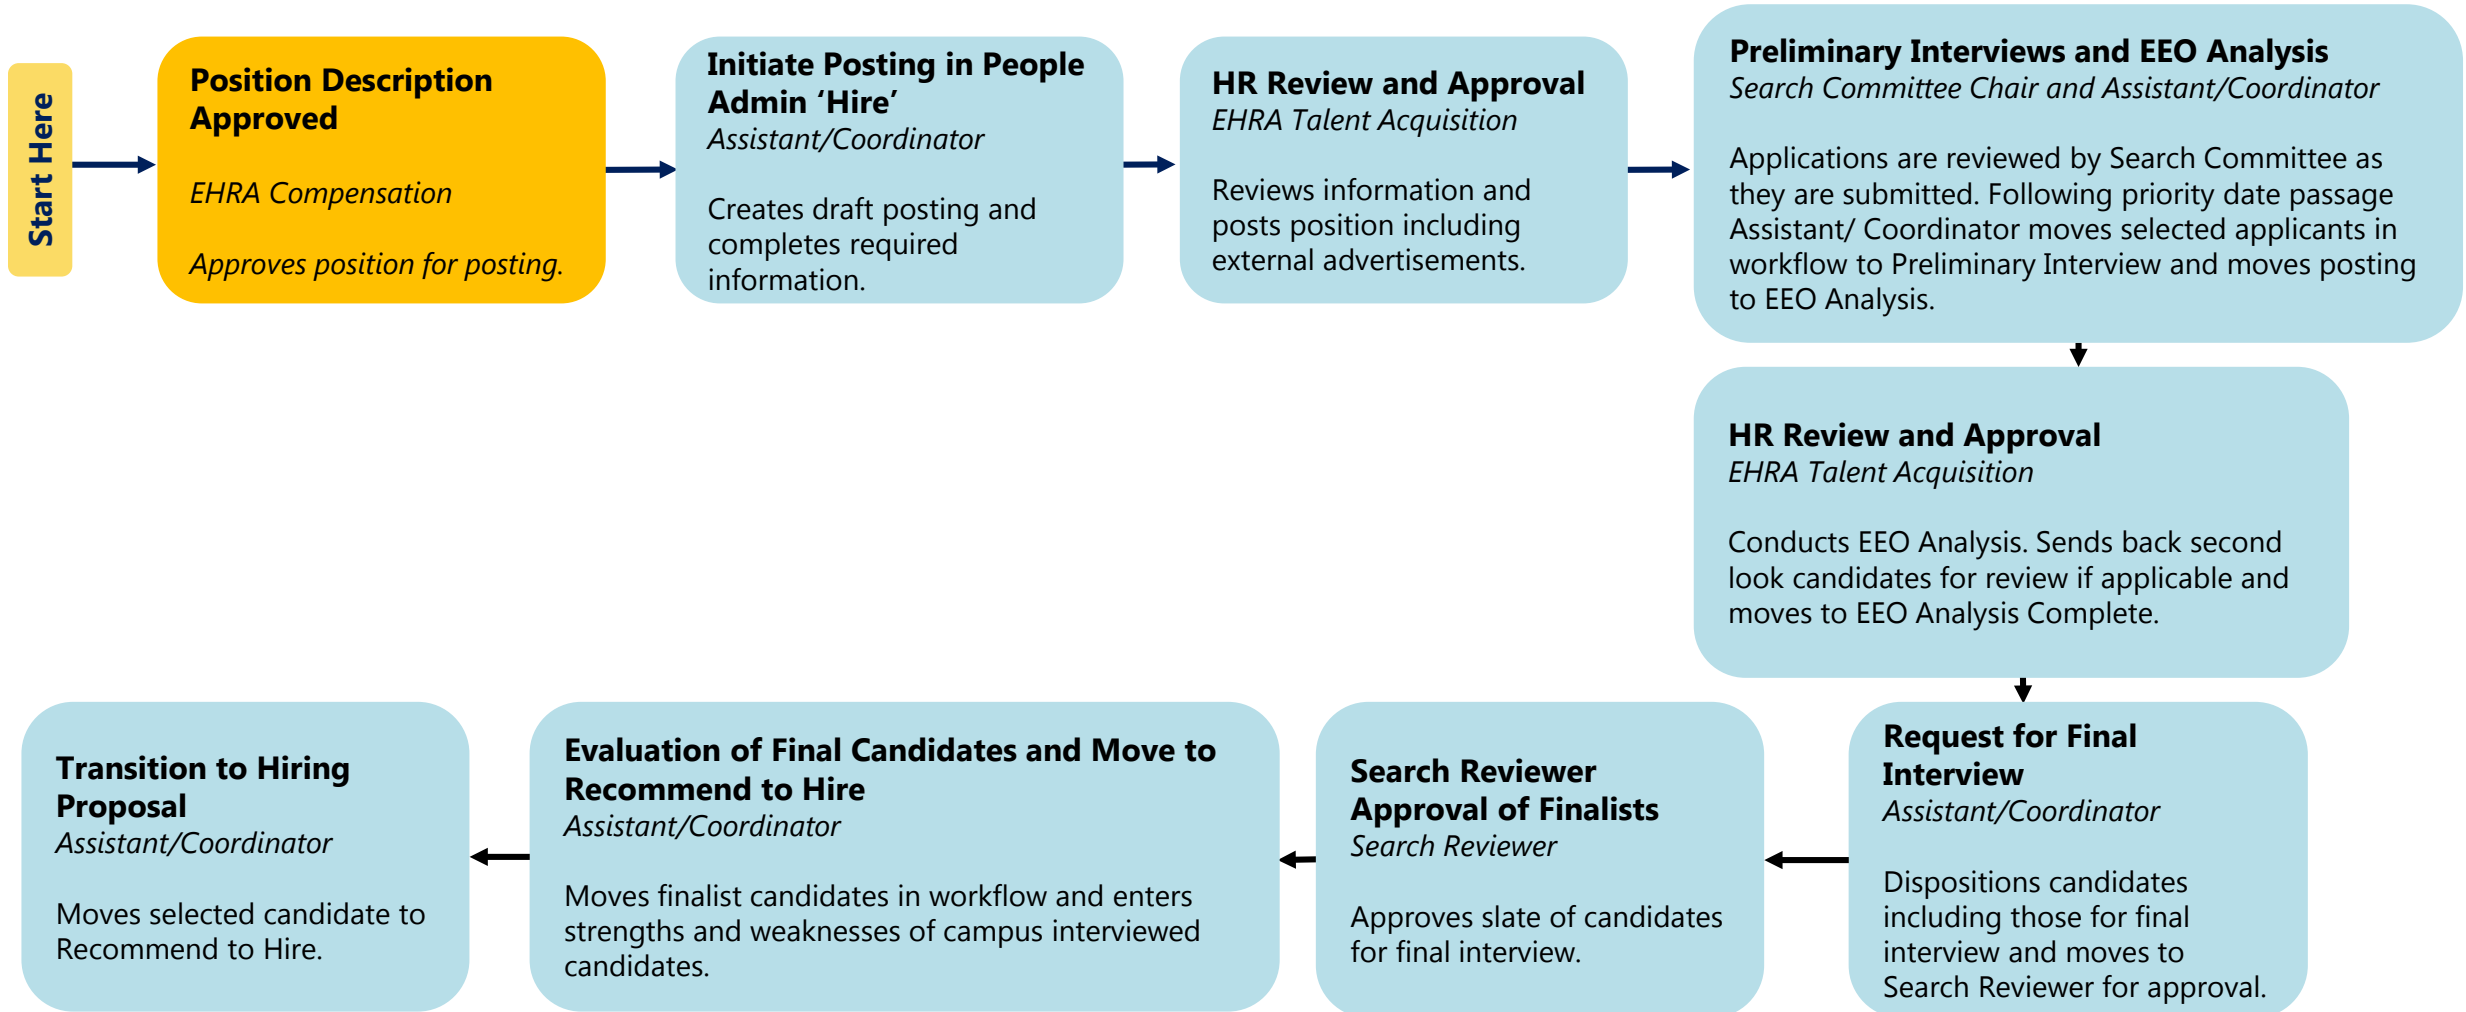 Start Here
Position Description
Approved
EHRA Compensation
Approves position for posting.
Initiate Posting in People
Admin ‘Hire’
Assistant/Coordinator
Creates draft posting and
completes required
information.
HR Review and Approval
EHRA Talent Acquisition
Reviews information and
posts position including
external advertisements.
Preliminary Interviews and EEO Analysis
Search Committee Chair and Assistant/Coordinator
Applications are reviewed by Search Committee as
they are submitted. Following priority date passage
Assistant/ Coordinator moves selected applicants in
workflow to Preliminary Interview and moves posting
to EEO Analysis.
HR Review and Approval
EHRA Talent Acquisition
Conducts EEO Analysis. Sends back second
look candidates for review if applicable and
moves to EEO Analysis Complete.
Request for Final
Interview
Assistant/Coordinator
Dispositions candidates
including those for final
interview and moves to
Search Reviewer for approval.
Search Reviewer
Approval of Finalists
Search Reviewer
Approves slate of candidates
for final interview.
Evaluation of Final Candidates and Move to
Recommend to Hire
Assistant/Coordinator
Moves finalist candidates in workflow and enters
strengths and weaknesses of campus interviewed
candidates.
Transition to Hiring
Proposal
Assistant/Coordinator
Moves selected candidate to
Recommend to Hire.